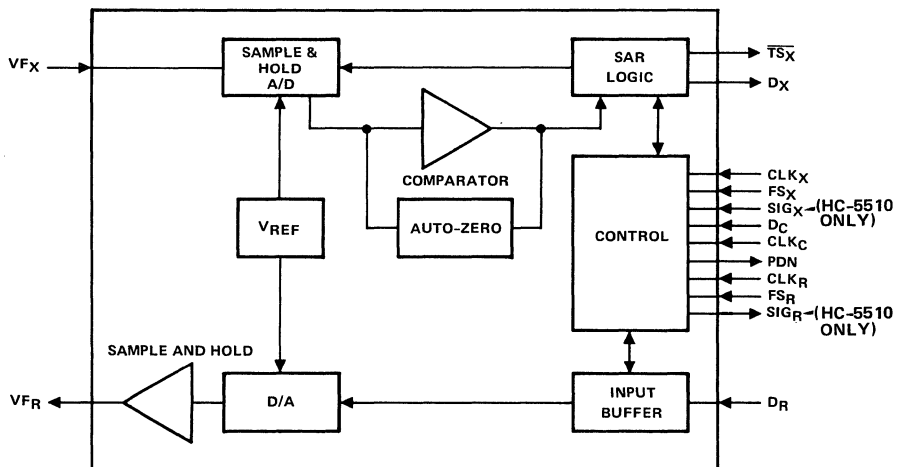 VFX
SAMPLE &
HOLD
A/D
SAR
LOGIC
TSX
DX
COMPARATOR
AUTO-ZERO
VREF
CONTROL
CLKX
FSX
SIGX (HC-5510
ONLY)
DC
CLKC
PDN
CLKR
FSR
SIGR (HC-5510
ONLY)
SAMPLE AND HOLD
VFR
D/A
INPUT
BUFFER
DR